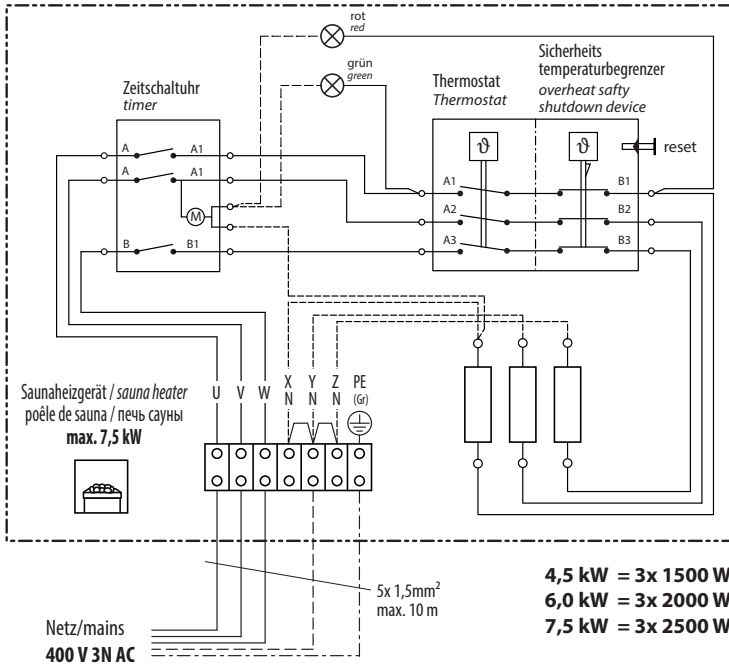 rot
red
grün
green
Zeitschaltuhr
timer
Thermostat
Thermostat
Sicherheits
temperaturbegrenzer
overheat safty
shutdown device
ϑ
ϑ
reset
A
A1
A
A1
M
B
B1
A1
A2
A3
B1
B2
B3
Saunaheizgerät / sauna heater
poêle de sauna / печь сауны
max. 7,5 kW
U V W X Y Z PE
N N N (Gr)
5x 1,5mm²
max. 10 m
Netz/mains
400 V 3N AC
4,5 kW = 3x 1500 W
6,0 kW = 3x 2000 W
7,5 kW = 3x 2500 W